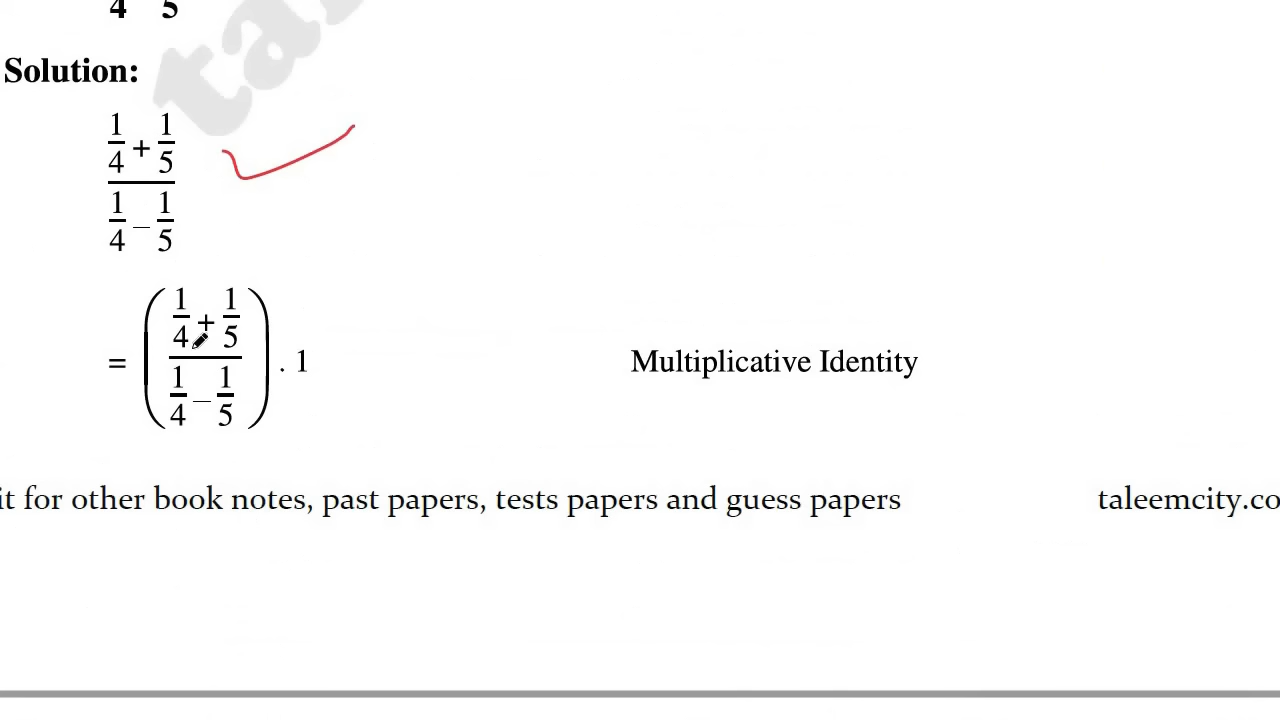 4 5
Solution:
1/4 + 1/5
1/4 – 1/5
= (1/4 + 1/5 / 1/4 – 1/5) . 1 Multiplicative Identity
it for other book notes, past papers, tests papers and guess papers taleemcity.co